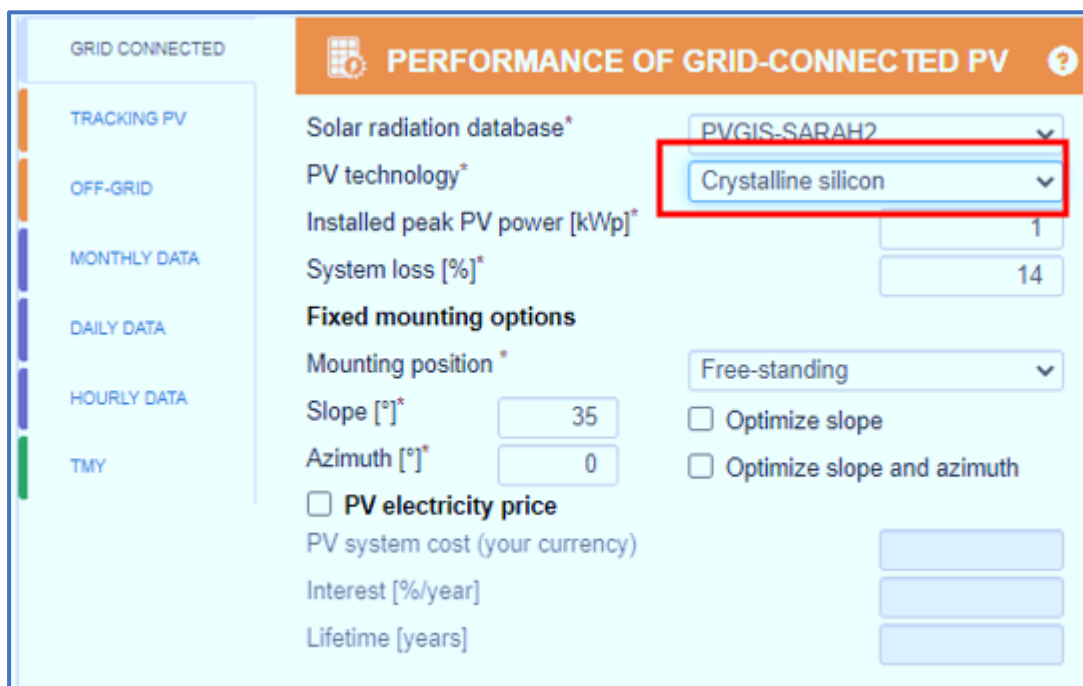 GRID CONNECTED
TRACKING PV
OFF-GRID
MONTHLY DATA
DAILY DATA
HOURLY DATA
TMY
PERFORMANCE OF GRID-CONNECTED PV ?
Solar radiation database* PVGIS-SARAH2
PV technology* Crystalline silicon
Installed peak PV power [kWp]* 1
System loss [%]* 14
Fixed mounting options
Mounting position * Free-standing
Slope [°]* 35 Optimize slope
Azimuth [°]* 0 Optimize slope and azimuth
PV electricity price
PV system cost (your currency)
Interest [%/year]
Lifetime [years]